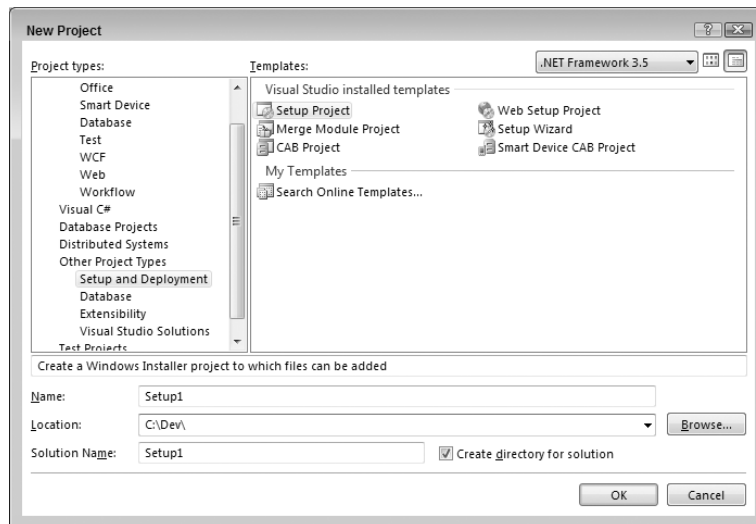 New Project
Project types:
Templates:
.NET Framework 3.5
Office
Smart Device
Database
Test
WCF
Web
Workflow
Visual C#
Database Projects
Distributed Systems
Other Project Types
Setup and Deployment
Database
Extensibility
Visual Studio Solutions
Test Projects
Visual Studio installed templates
Setup Project
Web Setup Project
Merge Module Project
Setup Wizard
CAB Project
Smart Device CAB Project
My Templates
Search Online Templates...
Create a Windows Installer project to which files can be added
Name:
Setup1
Location:
C:\Dev\
Browse...
Solution Name:
Setup1
Create directory for solution
OK
Cancel